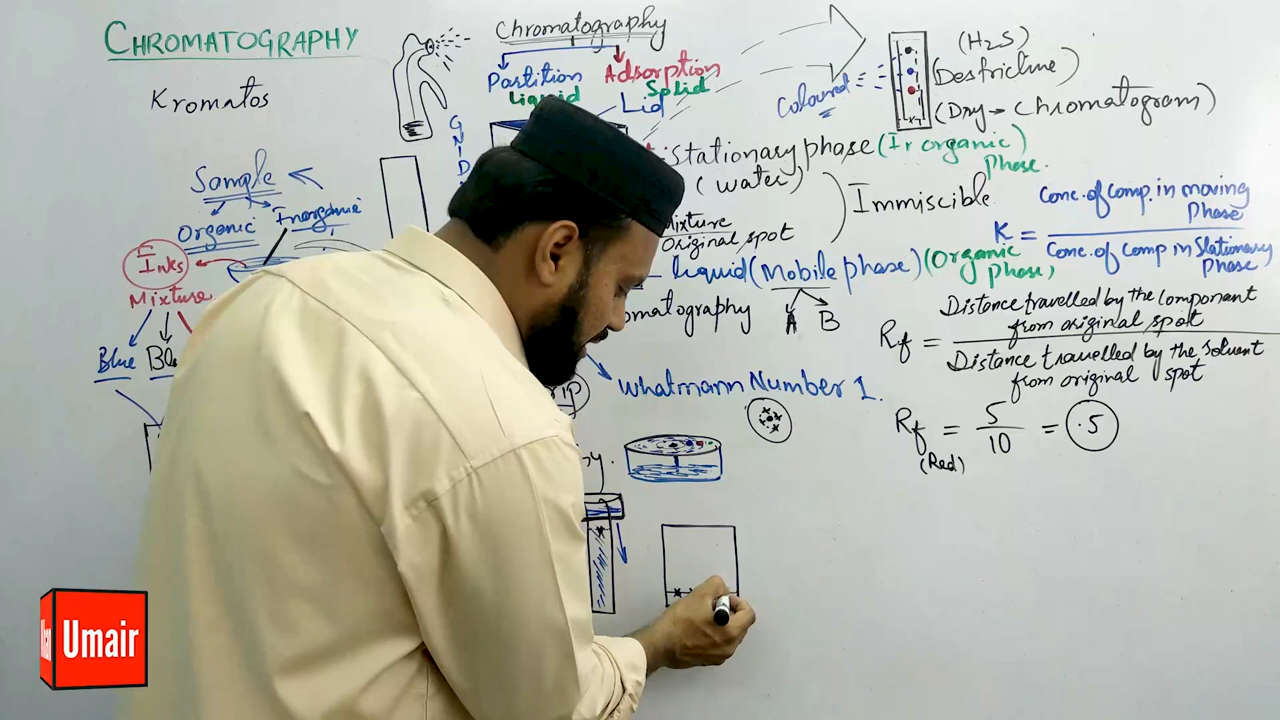 CHROMATOGRAPHY
Kromatos
Chromatography
Partition
Adsorption
Liquid
Solid
Lid
Coloured
(H2S)
(Destrictine)
(Dry → Chromatogram)
Stationary phase (Inorganic
Phase.
(water)
Immiscible
Mixture
Original spot
liquid (Mobile phase) (Organic
phase,
omatography
A B
Sample
Organic
Inorganic
Inks
Mixture
Blue
K = Conc. of Comp. in moving
Phase
Conc. of Comp in Stationary
Phase
Rf = Distance travelled by the component
from original spot
Distance travelled by the solvent
from original spot
Whatmann Number 1.
Rf = 5
10
= .5
(Red)
Umair